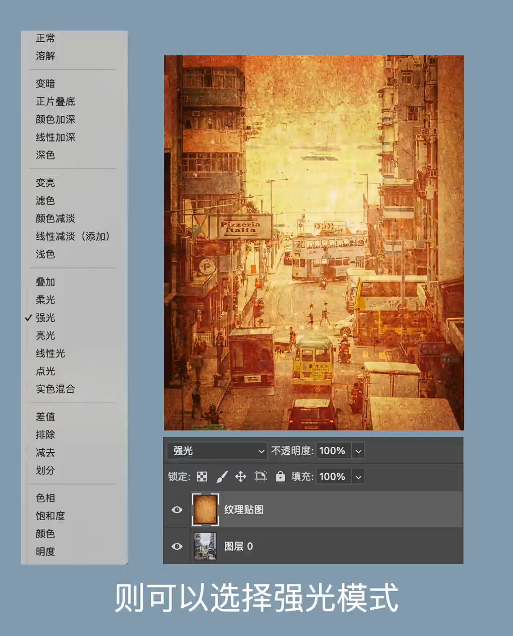 正常
溶解
变暗
正片叠底
颜色加深
线性加深
深色
变亮
滤色
颜色减淡
线性减淡（添加）
浅色
叠加
柔光
强光
亮光
线性光
点光
实色混合
差值
排除
减去
划分
色相
饱和度
颜色
明度
Pizzeria
Italia
P
强光 不透明度: 100%
锁定: 填充: 100%
纹理贴图
图层 0
则可以选择强光模式